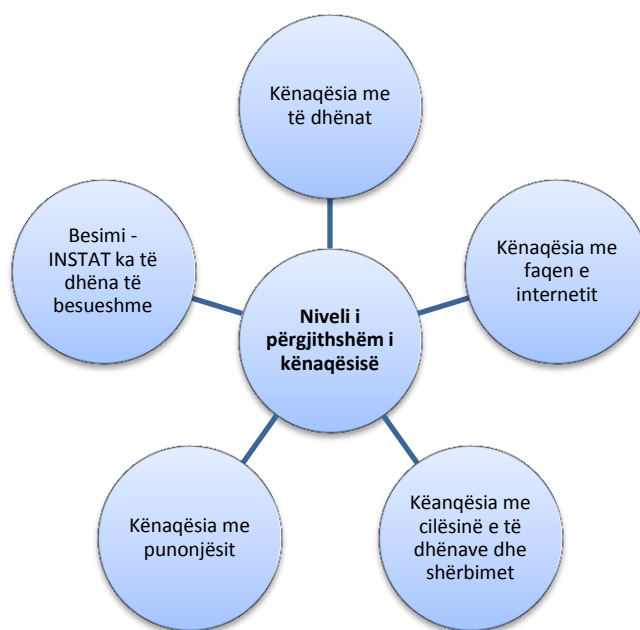 Kënaqësia me
të dhënat
Besimi -
INSTAT ka të
dhëna të
besueshme
Kënaqësia me
faqen e
internetit
Niveli i
përgjithshëm i
kënaqësisë
Kënaqësia me
punonjësit
Këanqësia me
cilësinë e të
dhënave dhe
shërbimet